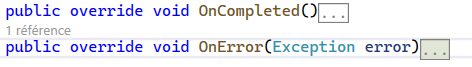 public override void OnCompleted()...
1 référence
public override void OnError(Exception error)...